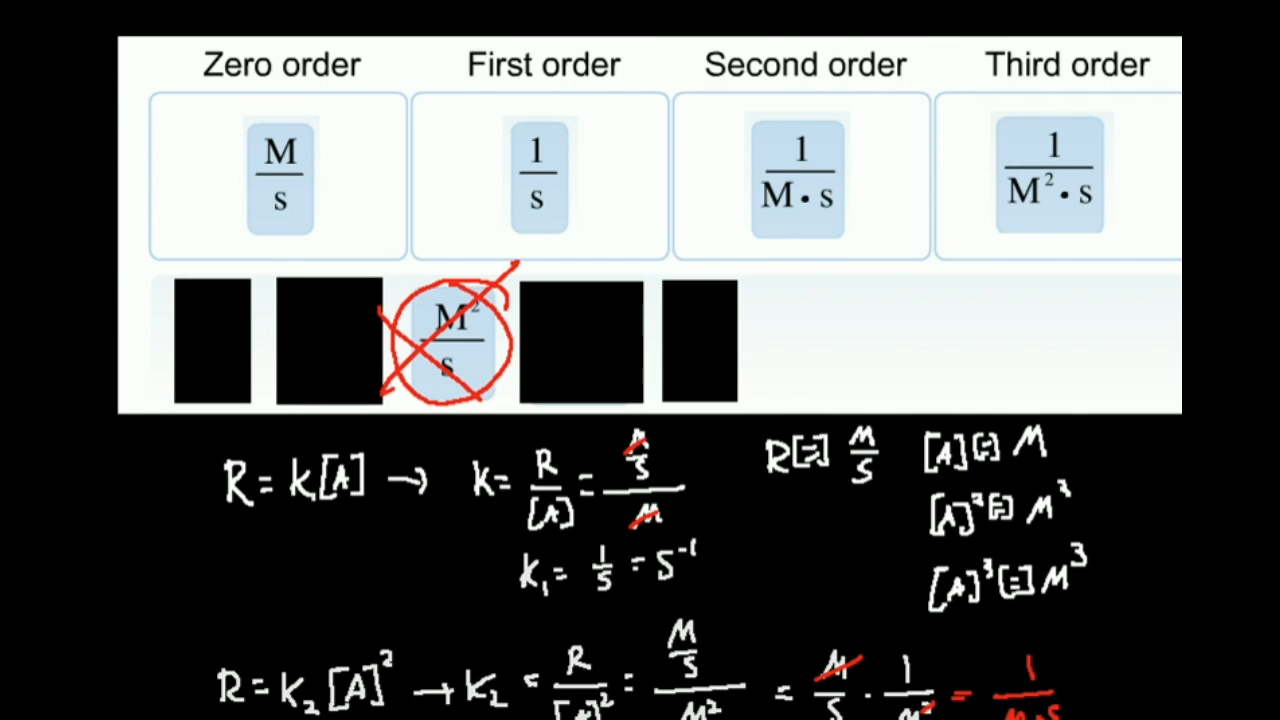 Zero order First order Second order Third order
M/s 1/s 1/(M • s) 1/(M² • s)
M²/s
R = K[A] → K = R/[A] = (M/s)/M R[=] M/s [A][=] M
[A]²[=] M²
K₁ = 1/s = s⁻¹
[A]³[=] M³
R = K₂[A]² → K₂ = R/[A]² = (M/s)/M² = M/s · 1/M² = 1/(M·s)